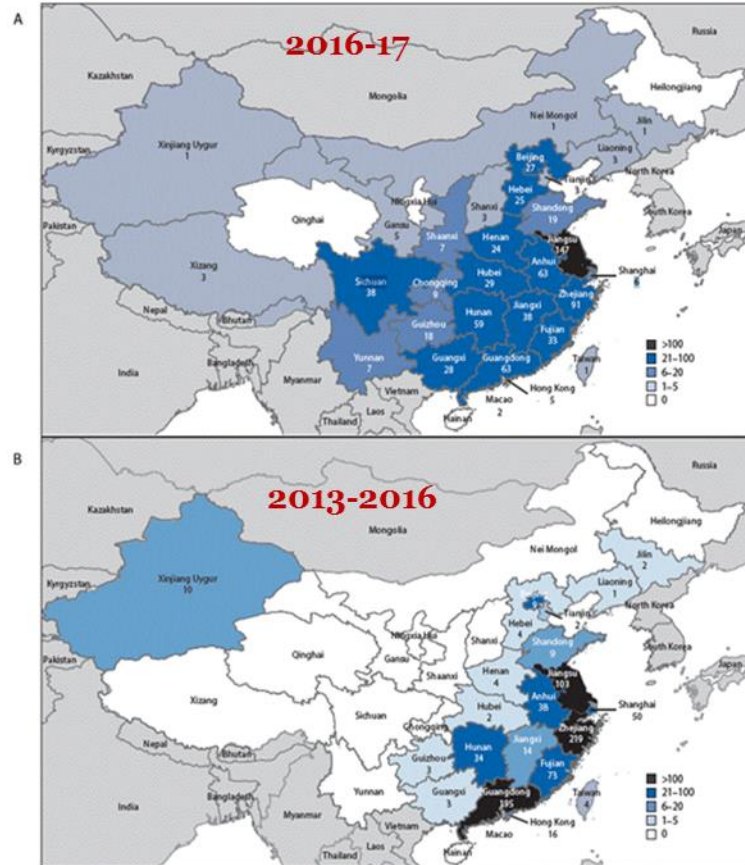 A
2016-17
Russia
Kazakhstan
Mongolia
Heilongjiang
Nei Mongol
1
Jilin
1
Kyrgyzstan
Xinjiang Uygur
1
Liaoning
3
Beijing
27
Tianjin
3
North Korea
Hebei
25
Pakistan
Qinghai
Gansu
5
Shanxi
3
Shandong
19
South Korea
Japan
Shaanxi
7
Henan
24
Jiangsu
147
Xizang
3
Sichuan
38
Chongqing
9
Hubei
29
Anhui
63
Shanghai
6
Nepal
Bhutan
Hunan
59
Jiangxi
38
Zhejiang
91
Guizhou
18
Fujian
33
Bangladesh
India
Yunnan
7
Guangxi
28
Guangdong
63
Taiwan
1
>100
21–100
6–20
1–5
0
Myanmar
Vietnam
Laos
Thailand
Macao
2
Hong Kong
5
Hainan
B
2013-2016
Russia
Kazakhstan
Mongolia
Heilongjiang
Nei Mongol
Jilin
2
Kyrgyzstan
Xinjiang Uygur
10
Liaoning
1
Tianjin
2
North Korea
Hebei
4
Pakistan
Qinghai
Gansu
Shanxi
Shandong
9
South Korea
Japan
Shaanxi
Henan
4
Jiangsu
103
Xizang
Sichuan
Chongqing
Hubei
2
Anhui
38
Shanghai
50
Nepal
Bhutan
Hunan
34
Jiangxi
14
Zhejiang
219
Guizhou
3
Fujian
73
Bangladesh
India
Yunnan
Guangxi
3
Guangdong
195
Taiwan
4
>100
21–100
6–20
1–5
0
Myanmar
Vietnam
Laos
Thailand
Macao
Hong Kong
16
Hainan